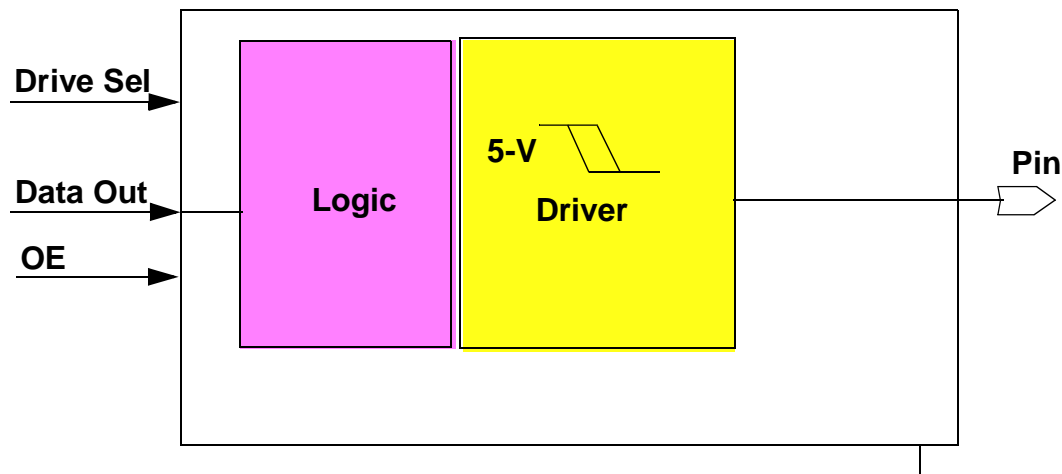 Drive Sel
Data Out
OE
Logic
5-V
Driver
Pin